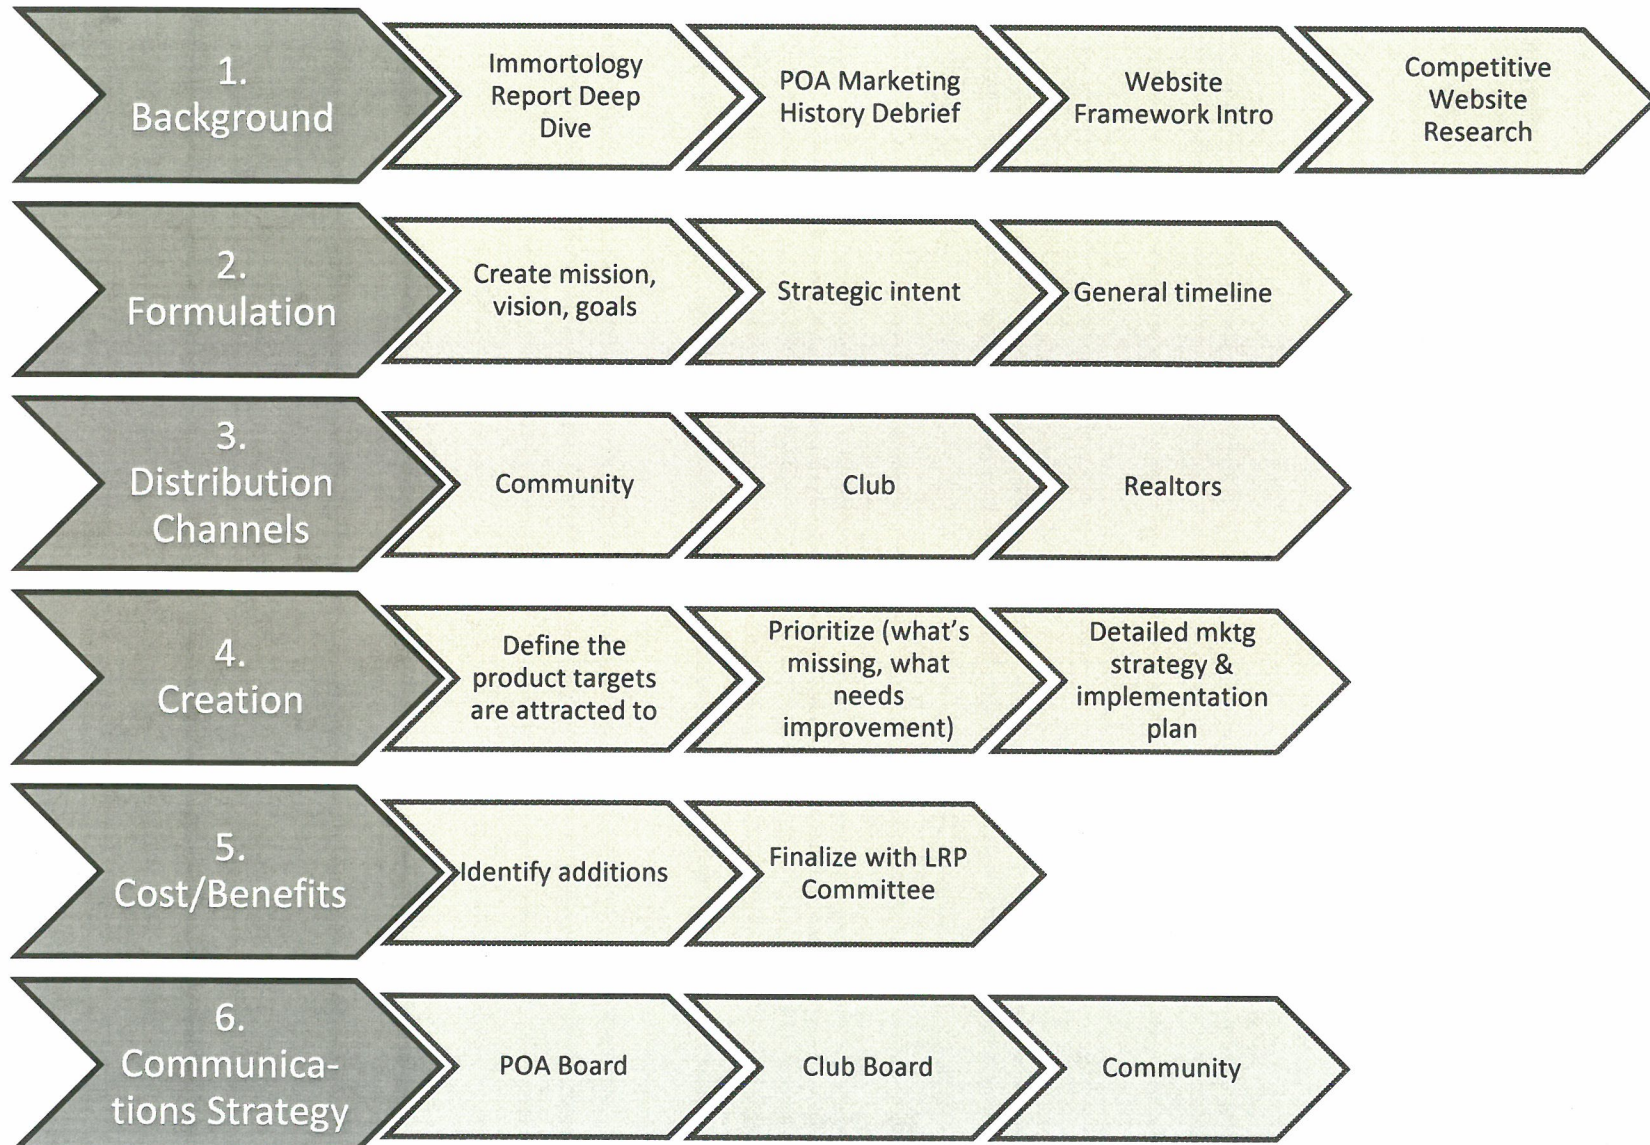 1.
Background
Immortology
Report Deep
Dive
POA Marketing
History Debrief
Website
Framework Intro
Competitive
Website
Research
2.
Formulation
Create mission,
vision, goals
Strategic intent
General timeline
3.
Distribution
Channels
Community
Club
Realtors
4.
Creation
Define the
product targets
are attracted to
Prioritize (what's
missing, what
needs
improvement)
Detailed mktg
strategy &
implementation
plan
5.
Cost/Benefits
Identify additions
Finalize with LRP
Committee
6.
Communica-
tions Strategy
POA Board
Club Board
Community